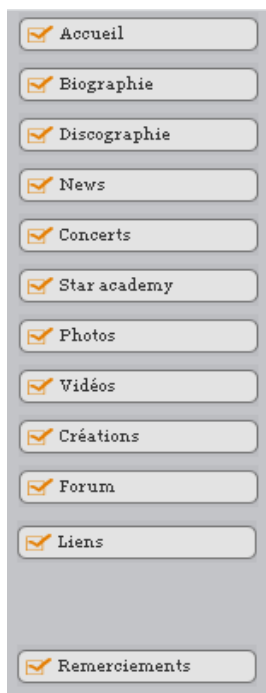 Accueil
Biographie
Discographie
News
Concerts
Star academy
Photos
Vidéos
Créations
Forum
Liens
Remerciements